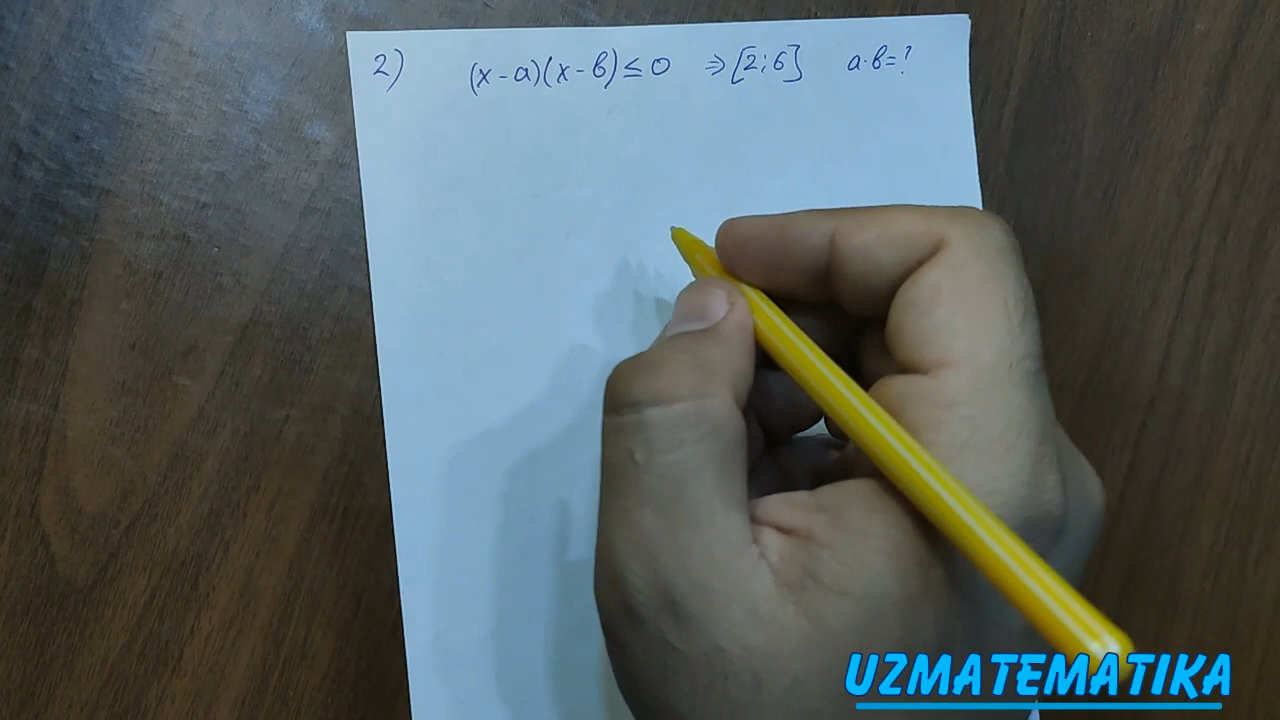 2) (x-a)(x-b)≤0 ⇒[2;6] a·b=?
UZMATEMATIKA